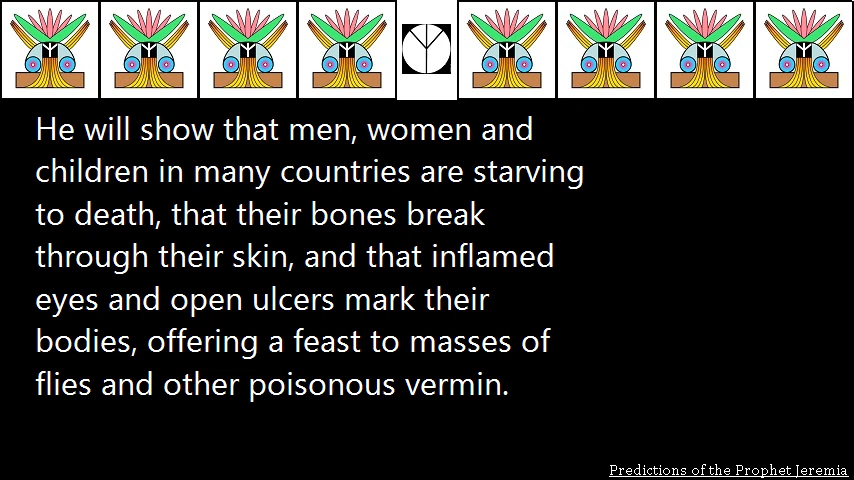 He will show that men, women and
children in many countries are starving
to death, that their bones break
through their skin, and that inflamed
eyes and open ulcers mark their
bodies, offering a feast to masses of
flies and other poisonous vermin.
Predictions of the Prophet Jeremia